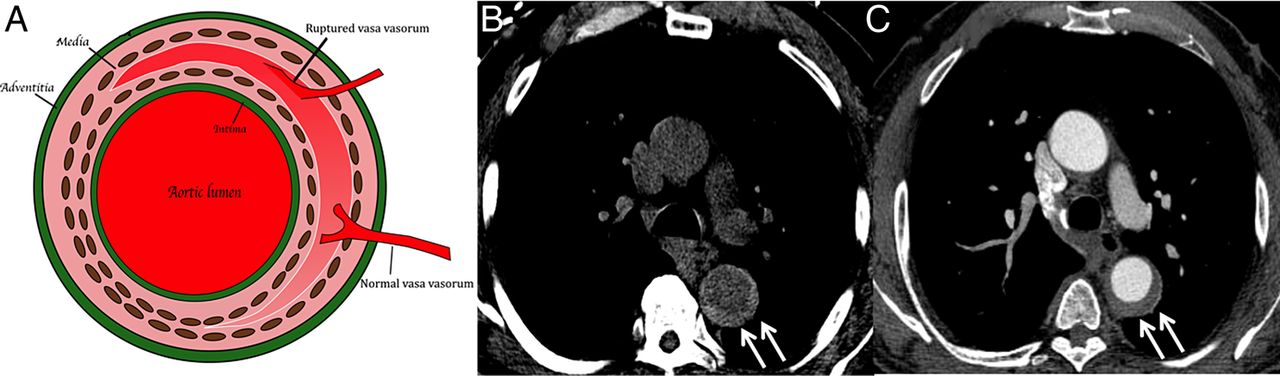 A
Ruptured vasa vasorum
Media
Adventitia
Intima
Aortic lumen
Normal vasa vasorum
B
C